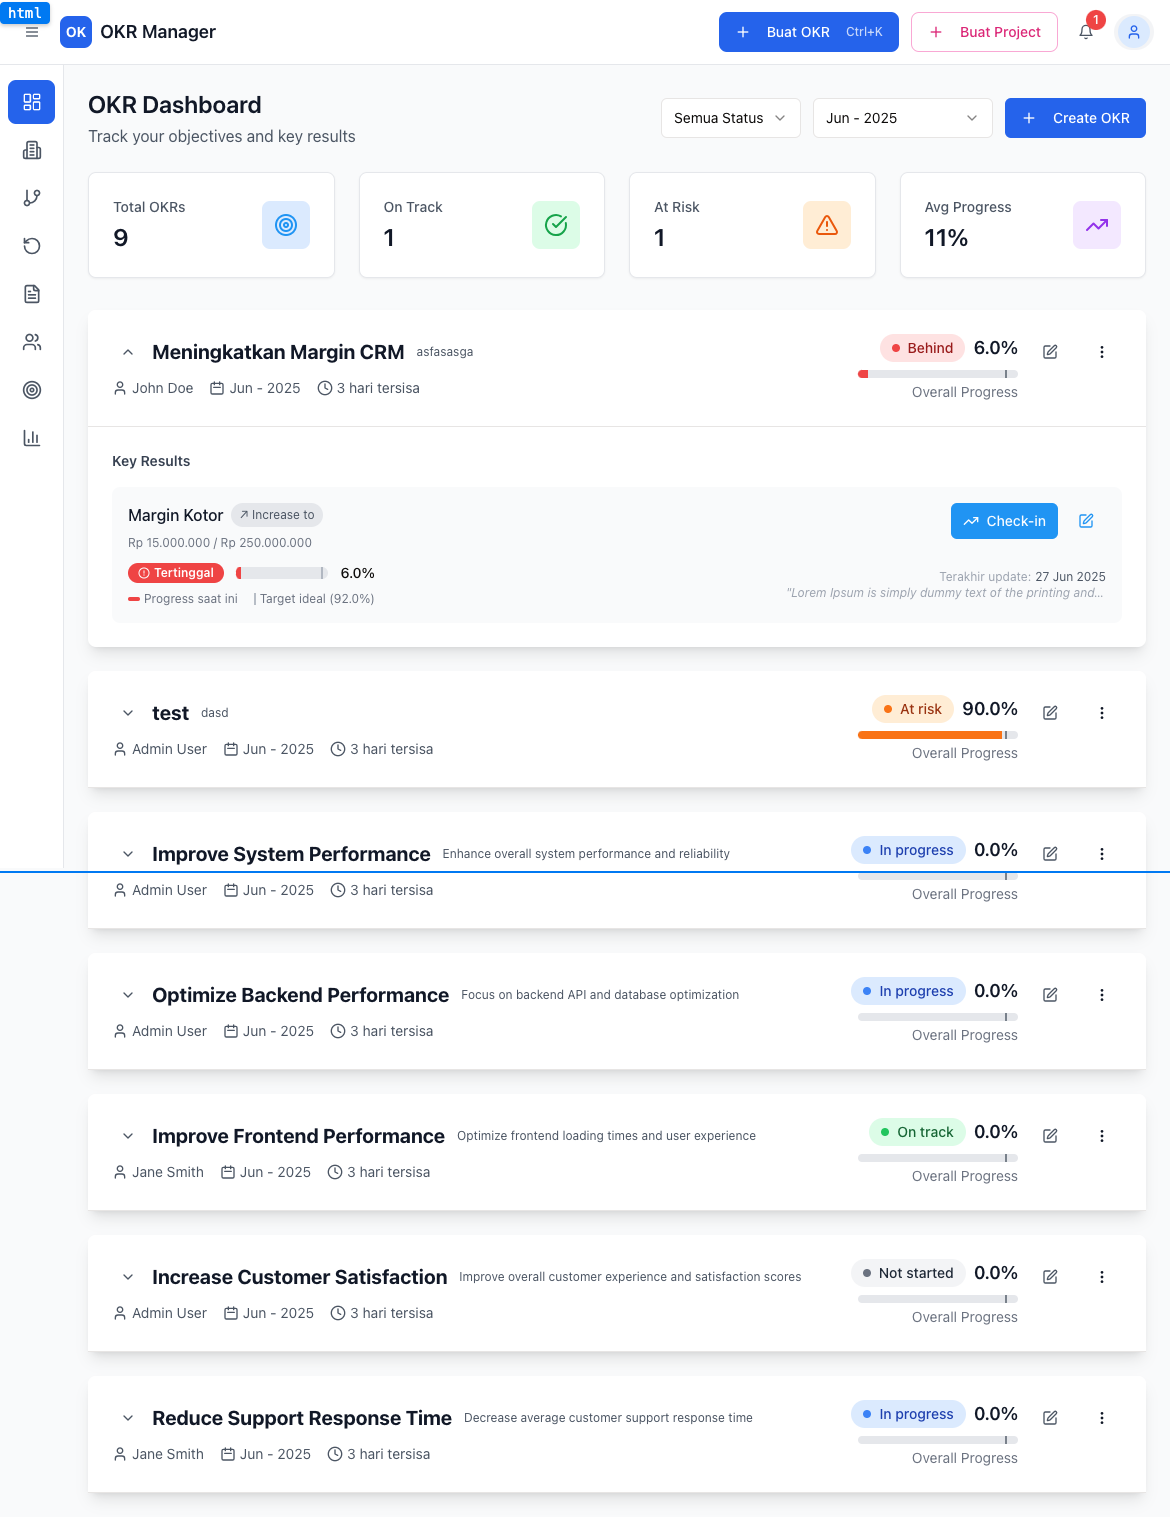 html
OK OKR Manager
Buat OKR Ctrl+K
Buat Project
1
OKR Dashboard
Track your objectives and key results
Semua Status
Jun - 2025
Create OKR
Total OKRs
9
On Track
1
At Risk
1
Avg Progress
11%
Meningkatkan Margin CRM asfasasga
Behind 6.0%
John Doe Jun - 2025 3 hari tersisa
Overall Progress
Key Results
Margin Kotor Increase to
Check-in
Rp 15.000.000 / Rp 250.000.000
Tertinggal 6.0%
Terakhir update: 27 Jun 2025
Progress saat ini | Target ideal (92.0%)
"Lorem Ipsum is simply dummy text of the printing and...
test dasd
At risk 90.0%
Admin User Jun - 2025 3 hari tersisa
Overall Progress
Improve System Performance Enhance overall system performance and reliability
In progress 0.0%
Admin User Jun - 2025 3 hari tersisa
Overall Progress
Optimize Backend Performance Focus on backend API and database optimization
In progress 0.0%
Admin User Jun - 2025 3 hari tersisa
Overall Progress
Improve Frontend Performance Optimize frontend loading times and user experience
On track 0.0%
Jane Smith Jun - 2025 3 hari tersisa
Overall Progress
Increase Customer Satisfaction Improve overall customer experience and satisfaction scores
Not started 0.0%
Admin User Jun - 2025 3 hari tersisa
Overall Progress
Reduce Support Response Time Decrease average customer support response time
In progress 0.0%
Jane Smith Jun - 2025 3 hari tersisa
Overall Progress